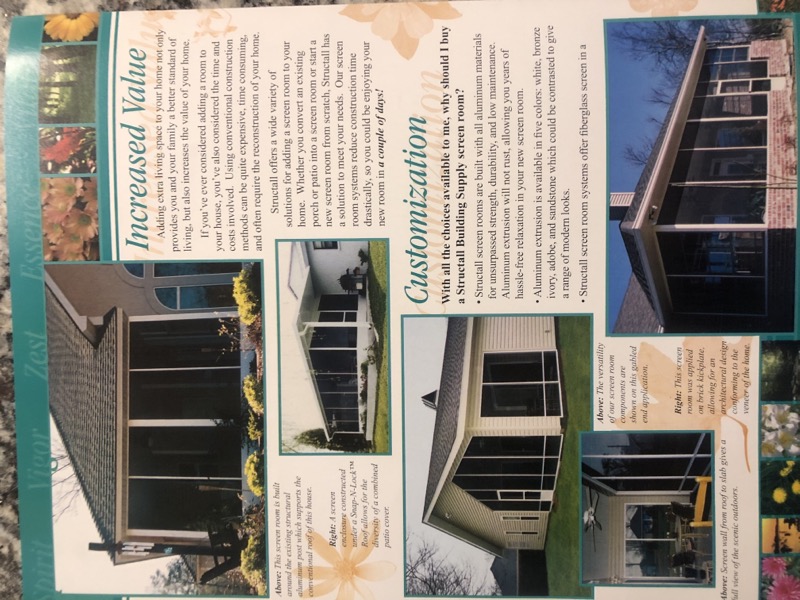 Spirit Vigor Zest Essence
Increased Value
Adding extra living space to your home not only
provides you and your family a better standard of
living, but also increases the value of your home.
If you've ever considered adding a room to
your house, you've also considered the time and
costs involved. Using conventional construction
methods can be quite expensive, time consuming,
and often require the reconstruction of your home.
Structall offers a wide variety of
solutions for adding a screen room to your
home. Whether you convert an existing
porch or patio into a screen room or start a
new screen room from scratch, Structall has
a solution to meet your needs. Our screen
room systems reduce construction time
drastically, so you could be enjoying your
new room in a couple of days!
Above: This screen room is built
around the existing structural
aluminum post which supports the
conventional roof of this house.
Right: A screen
enclosure constructed
under a Snap-N-Lock™
Roof allows for the
diversity of a combined
patio cover.
Customization
With all the choices available to me, why should I buy
a Structall Building Supply screen room?
• Structall screen rooms are built with all aluminum materials
for unsurpassed strength, durability, and low maintenance.
Aluminum extrusion will not rust, allowing you years of
hassle-free relaxation in your new screen room.
• Aluminum extrusion is available in five colors: white, bronze
ivory, adobe, and sandstone which could be contrasted to give
a range of modern looks.
• Structall screen room systems offer fiberglass screen in a
Above: The versatility
of our screen room
components are
shown on this gabled
end application.
Right: This screen
room was applied
on brick kickplate,
allowing for an
architectural design
conforming to the
veneer of the home.
Above: Screen wall from roof to slab gives a
full view of the scenic outdoors.